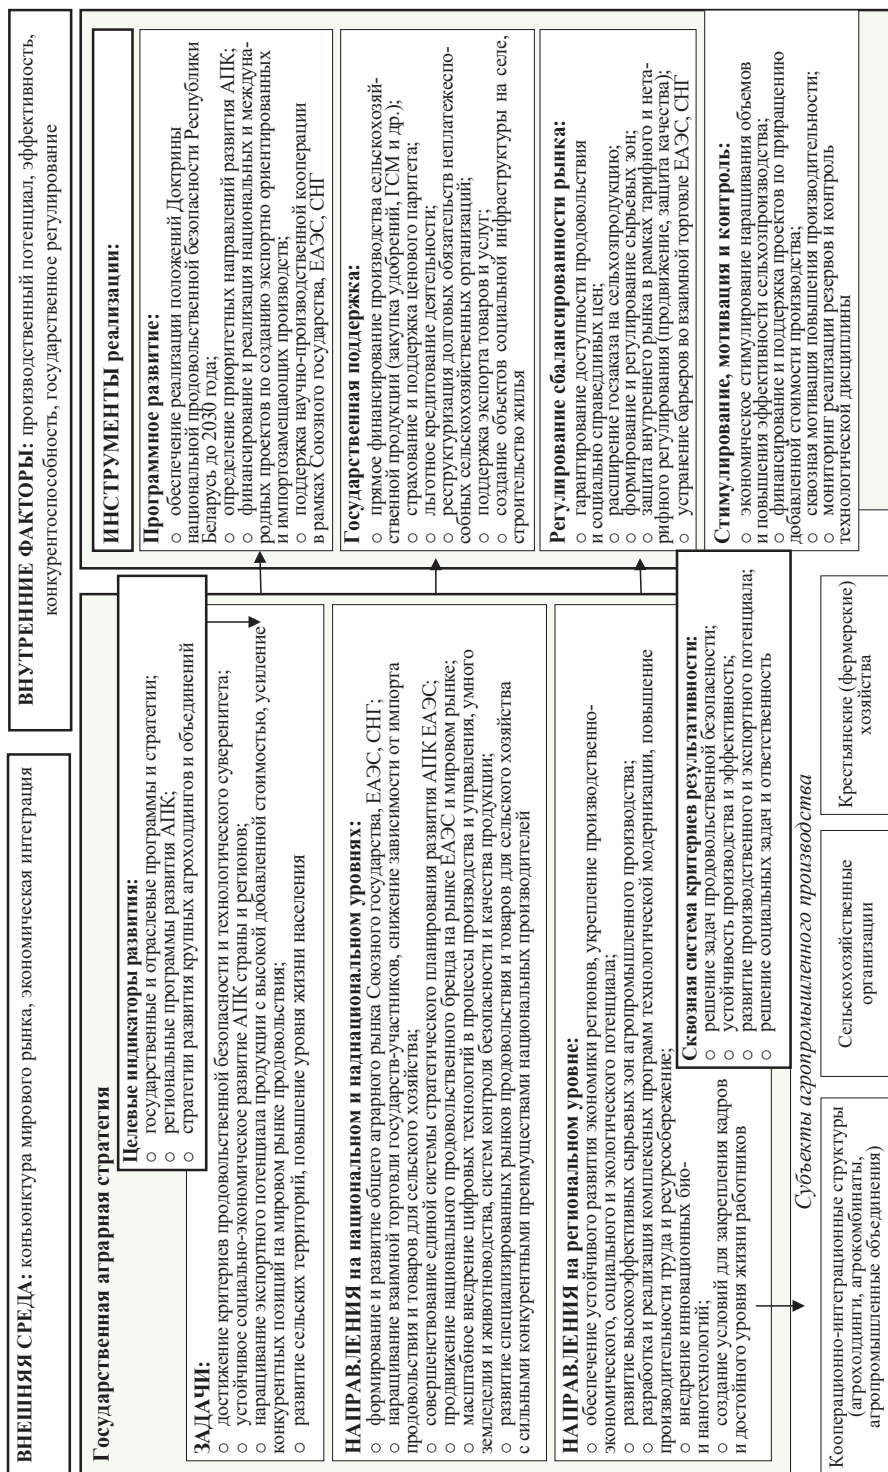 ВНЕШНЯЯ СРЕДА: конъюнктура мирового рынка, экономическая интеграция
ВНУТРЕННИЕ ФАКТОРЫ: производственный потенциал, эффективность,
конкурентоспособность, государственное регулирование
Государственная аграрная стратегия
Целевые индикаторы развития:
○ государственные и отраслевые программы и стратегии;
○ региональные программы развития АПК;
○ стратегии развития крупных агрохолдингов и объединений
ЗАДАЧИ:
○ достижение критериев продовольственной безопасности и технологического суверенитета;
○ устойчивое социально-экономическое развитие АПК страны и регионов;
○ наращивание экспортного потенциала продукции с высокой добавленной стоимостью, усиление
конкурентных позиций на мировом рынке продовольствия;
○ развитие сельских территорий, повышение уровня жизни населения
НАПРАВЛЕНИЯ на национальном и наднациональном уровнях:
○ формирование и развитие общего аграрного рынка Союзного государства, ЕАЭС, СНГ;
○ наращивание взаимной торговли государств-участников, снижение зависимости от импорта
продовольствия и товаров для сельского хозяйства;
○ совершенствование единой системы стратегического планирования развития АПК ЕАЭС;
○ продвижение национального продовольственного бренда на рынке ЕАЭС и мировом рынке;
○ масштабное внедрение цифровых технологий в процессы производства и управления, умного
земледелия и животноводства, систем контроля безопасности и качества продукции;
○ развитие специализированных рынков продовольствия и товаров для сельского хозяйства
с сильными конкурентными преимуществами национальных производителей
НАПРАВЛЕНИЯ на региональном уровне:
○ обеспечение устойчивого развития экономики регионов, укрепление производственно-
экономического, социального и экологического потенциала;
○ развитие высокоэффективных сырьевых зон агропромышленного производства;
○ разработка и реализация комплексных программ технологической модернизации, повышение
производительности труда и ресурсосбережение;
○ внедрение инновационных био-
и нанотехнологий;
○ создание условий для закрепления кадров
и достойного уровня жизни работников
Сквозная система критериев результативности:
○ решение задач продовольственной безопасности;
○ устойчивость производства и эффективность;
○ развитие производственного и экспортного потенциала;
○ решение социальных задач и ответственность
ИНСТРУМЕНТЫ реализации:
Программное развитие:
○ обеспечение реализации положений Доктрины
национальной продовольственной безопасности Республики
Беларусь до 2030 года;
○ определение приоритетных направлений развития АПК;
○ финансирование и реализация национальных и междуна-
родных проектов по созданию экспортно ориентированных
и импортозамещающих производств;
○ поддержка научно-производственной кооперации
в рамках Союзного государства, ЕАЭС, СНГ
Государственная поддержка:
○ прямое финансирование производства сельскохозяй-
ственной продукции (закупка удобрений, ГСМ и др.);
○ страхование и поддержка ценового паритета;
○ льготное кредитование деятельности;
○ реструктуризация долговых обязательств неплатежеспо-
собных сельскохозяйственных организаций;
○ поддержка экспорта товаров и услуг;
○ создание объектов социальной инфраструктуры на селе,
строительство жилья
Регулирование сбалансированности рынка:
○ гарантирование доступности продовольствия
и социально справедливых цен;
○ расширение госзаказа на сельхозпродукцию;
○ формирование и регулирование сырьевых зон;
○ защита внутреннего рынка в рамках тарифного и нета-
рифного регулирования (продвижение, защита качества);
○ устранение барьеров во взаимной торговле ЕАЭС, СНГ
Стимулирование, мотивация и контроль:
○ экономическое стимулирование наращивания объемов
и повышения эффективности сельхозпроизводства;
○ финансирование и поддержка проектов по приращению
добавленной стоимости производства;
○ сквозная мотивация повышения производительности;
○ мониторинг реализации резервов и контроль
технологической дисциплины
Субъекты агропромышленного производства
Кооперационно-интеграционные структуры
(агрохолдинги, агрокомбинаты,
агропромышленные объединения)
Сельскохозяйственные
организации
Крестьянские (фермерские)
хозяйства